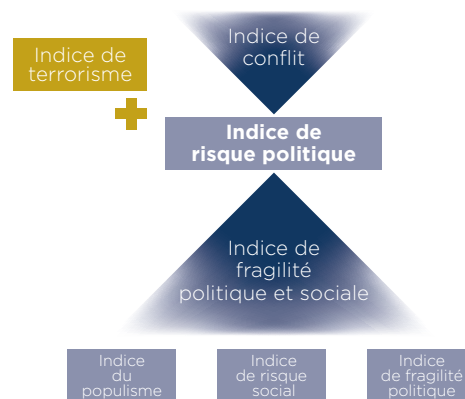 Indice de
conflit
Indice de
terrorisme
Indice de
risque politique
Indice de
fragilité
politique et sociale
Indice
du
populisme
Indice
de risque
social
Indice
de fragilité
politique